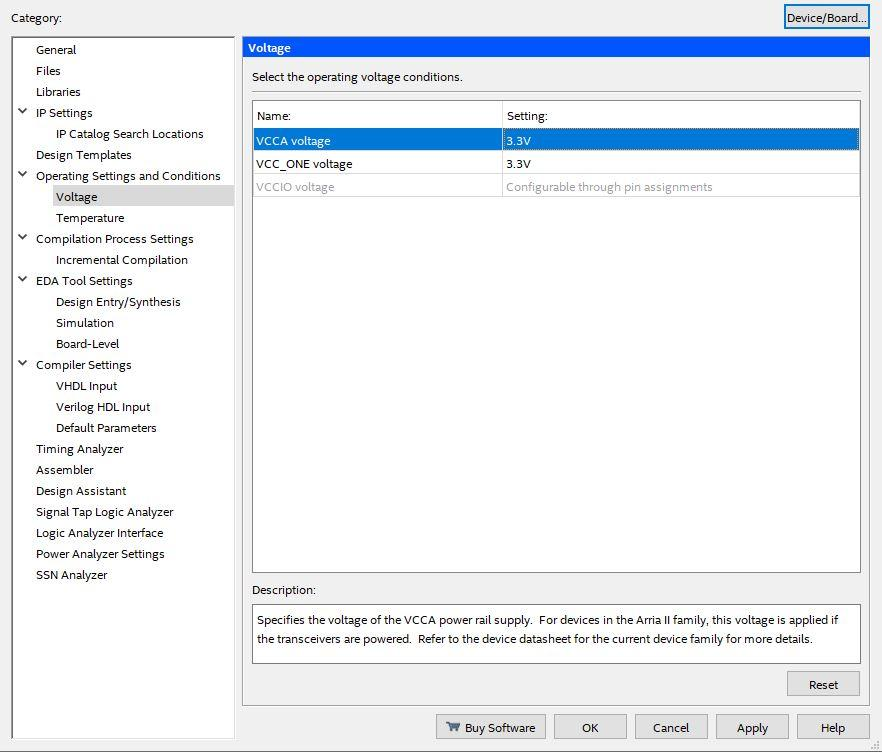 Category:
Device/Board...
General
Files
Libraries
IP Settings
IP Catalog Search Locations
Design Templates
Operating Settings and Conditions
Voltage
Temperature
Compilation Process Settings
Incremental Compilation
EDA Tool Settings
Design Entry/Synthesis
Simulation
Board-Level
Compiler Settings
VHDL Input
Verilog HDL Input
Default Parameters
Timing Analyzer
Assembler
Design Assistant
Signal Tap Logic Analyzer
Logic Analyzer Interface
Power Analyzer Settings
SSN Analyzer
Voltage
Select the operating voltage conditions.
Name: Setting:
VCCA voltage 3.3V
VCC_ONE voltage 3.3V
VCCIO voltage Configurable through pin assignments
Description:
Specifies the voltage of the VCCA power rail supply.  For devices in the Arria II family, this voltage is applied if
the transceivers are powered.  Refer to the device datasheet for the current device family for more details.
Reset
Buy Software OK Cancel Apply Help